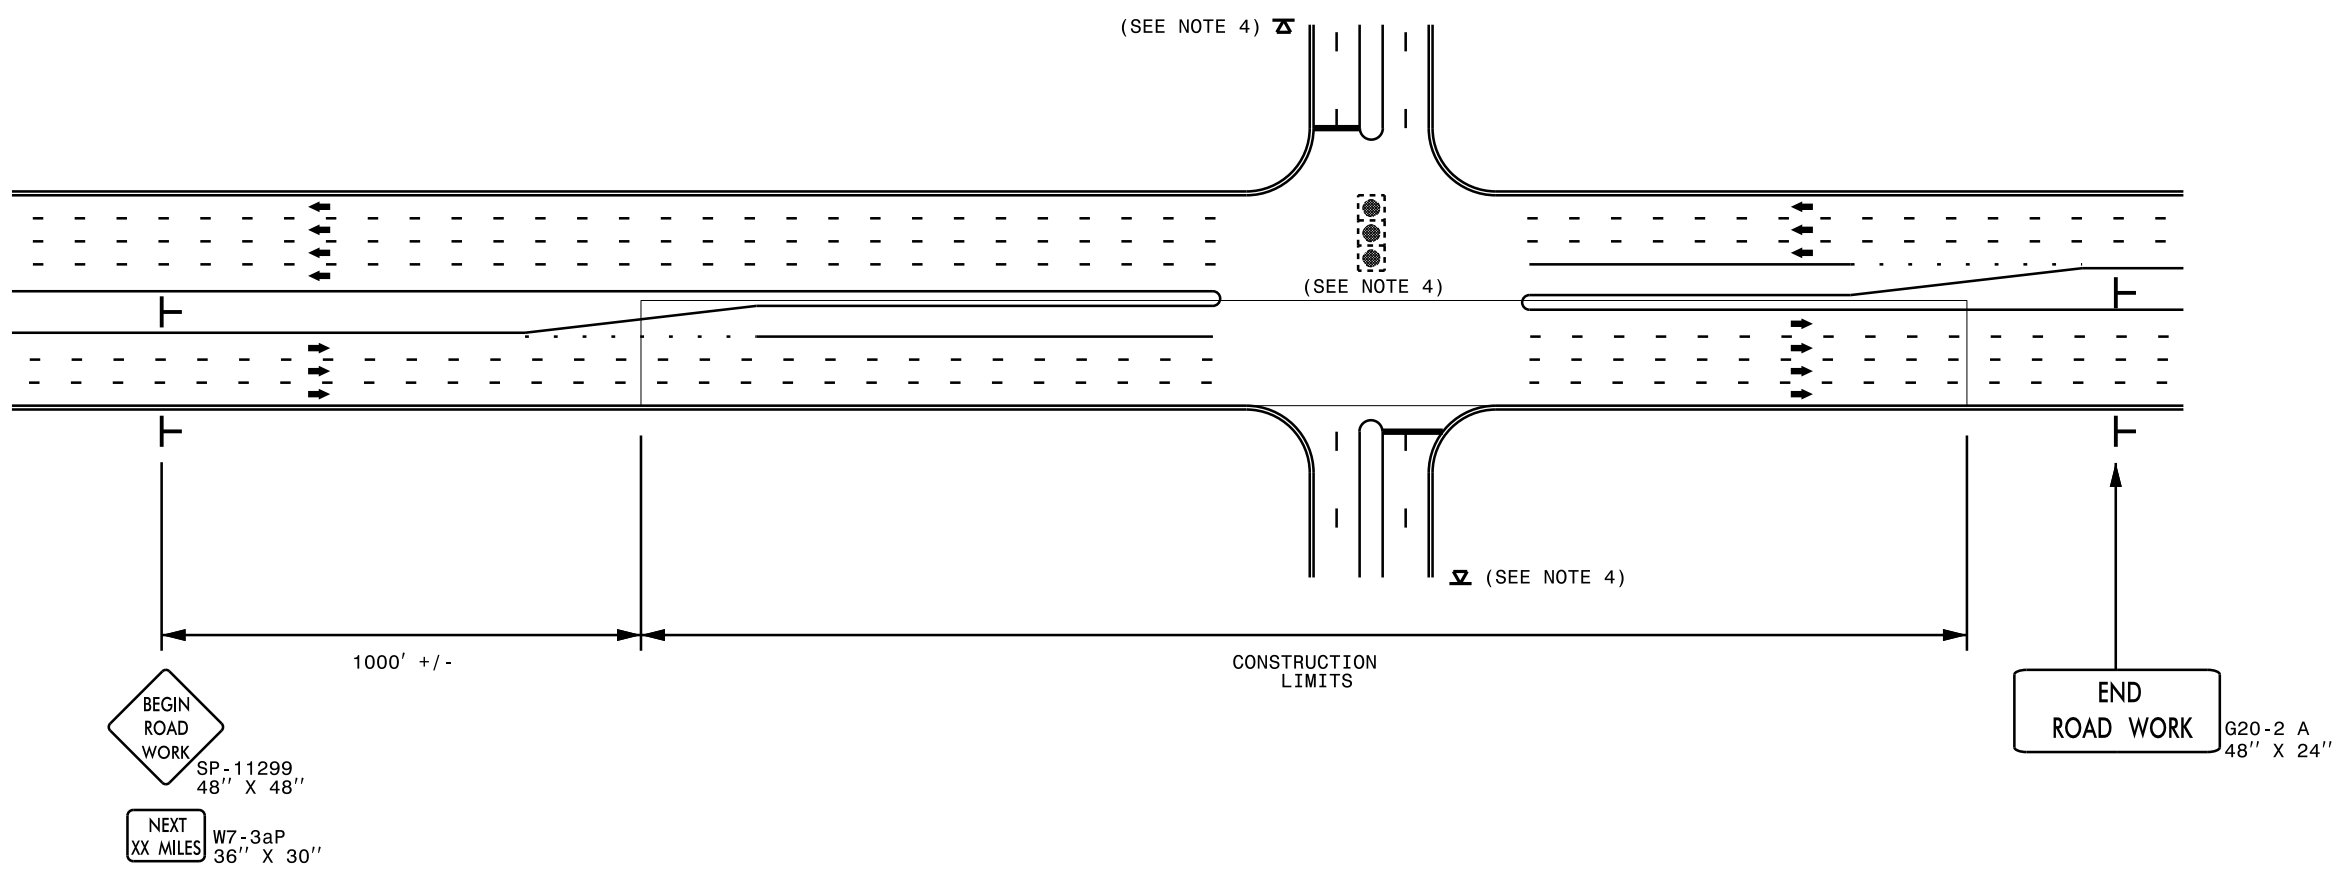 (SEE NOTE 4)
(SEE NOTE 4)
(SEE NOTE 4)
1000' +/-
CONSTRUCTION
LIMITS
BEGIN
ROAD
WORK
SP-11299
48'' X 48''
NEXT
XX MILES
W7-3aP
36'' X 30''
END
ROAD WORK
G20-2 A
48'' X 24''